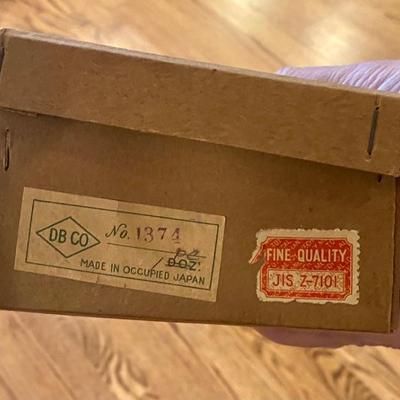 DB CO No. 1374
DOZ.
MADE IN OCCUPIED JAPAN
FINE QUALITY
JIS Z-7101